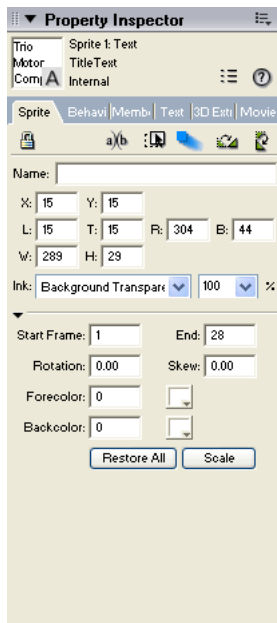 Property Inspector
Trio
Motor
Com
A
Sprite 1: Text
TitleText
Internal
Sprite Behavi Memb Text 3D Ext Movie
a)(b
Name:
X: 15 Y: 15
L: 15 T: 15 R: 304 B: 44
W: 289 H: 29
Ink: Background Transpare 100 %
Start Frame: 1 End: 28
Rotation: 0.00 Skew: 0.00
Forecolor: 0
Backcolor: 0
Restore All Scale